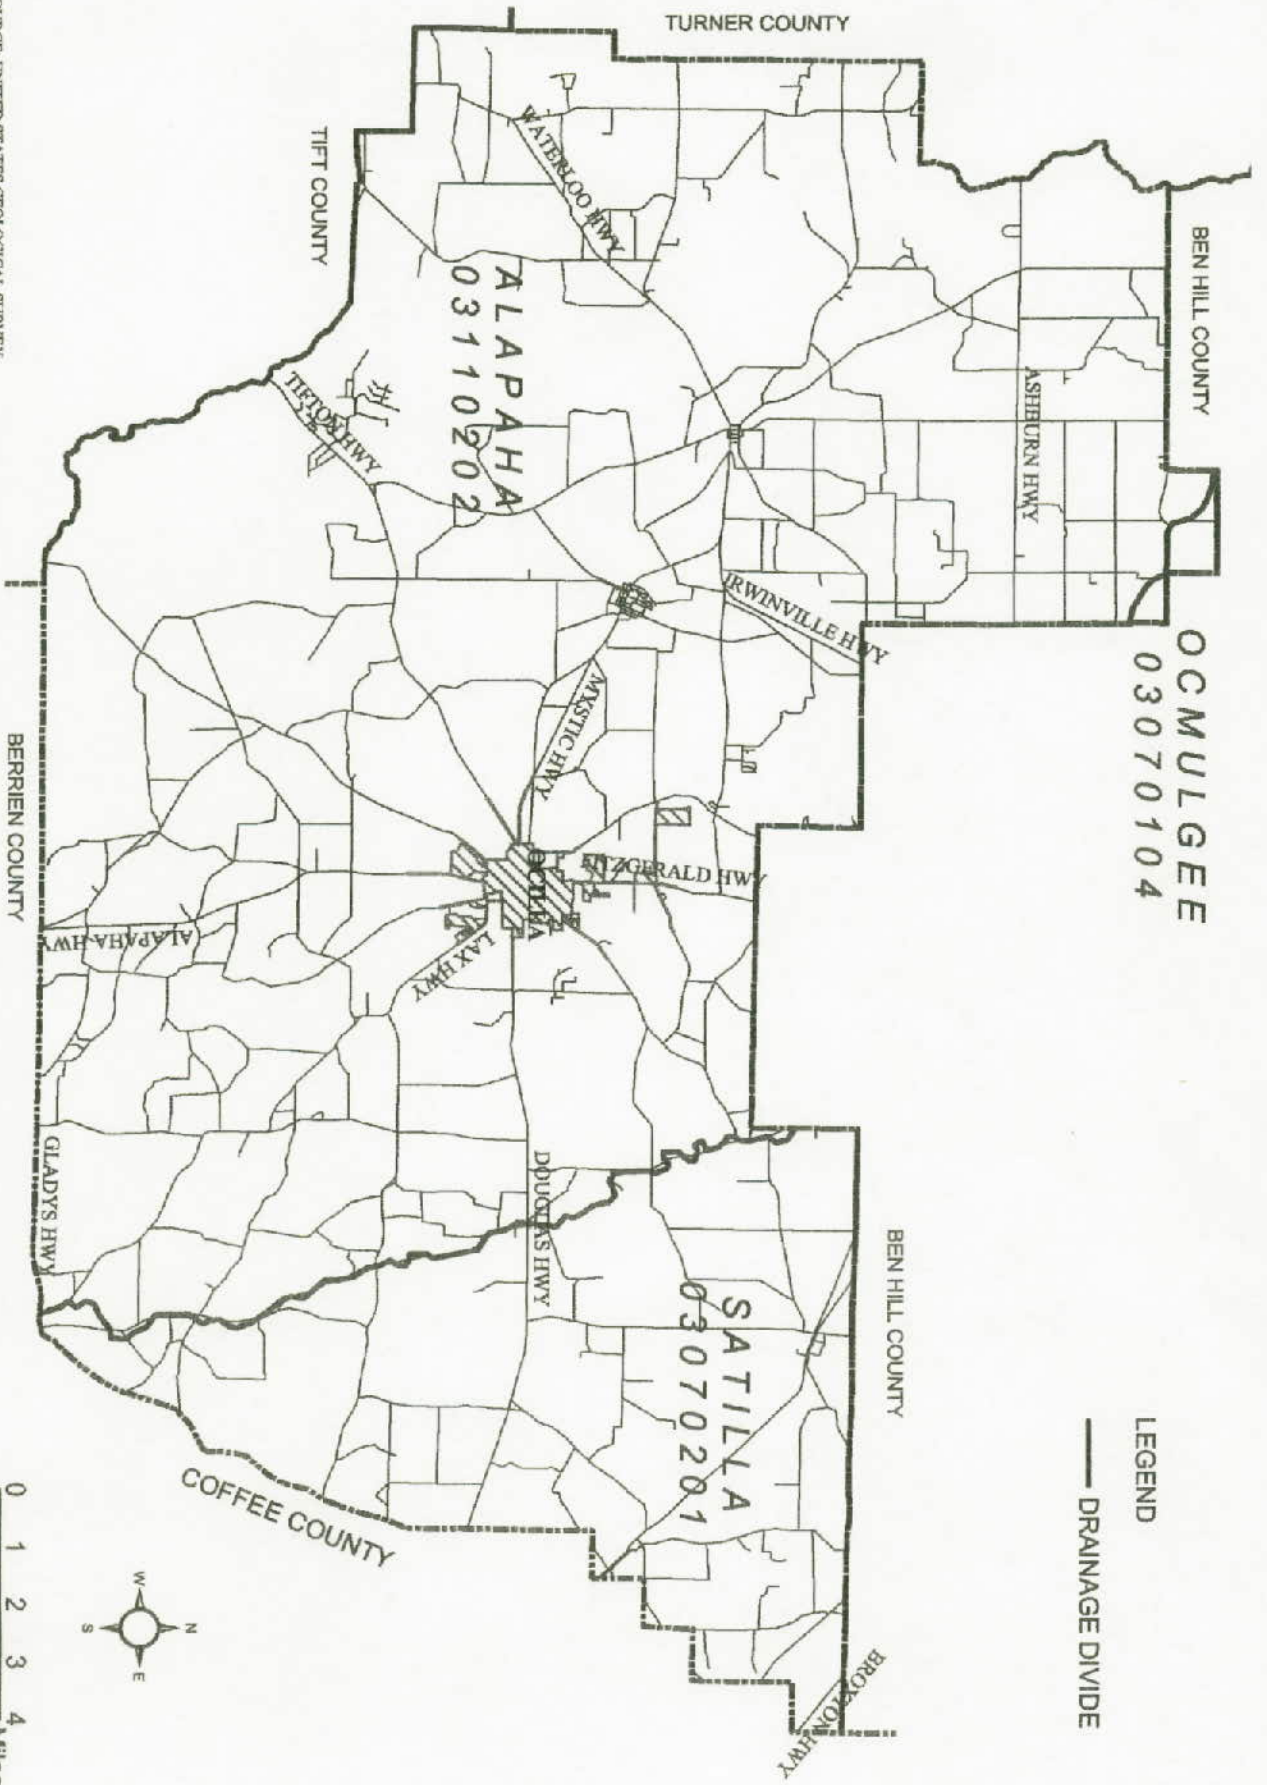 TURNER COUNTY
BEN HILL COUNTY
TIFT COUNTY
WATERLOO HWY
ASHBURN HWY
ALAPAHA
03110202
TIFTON HWY
IRWINVILLE HWY
OCMULGEE
03070104
MYSTIC HWY
FITZGERALD HWY
OCILLA
LAX HWY
ALAPAHA HWY
BERRIEN COUNTY
GLADYS HWY
DOUGLAS HWY
BEN HILL COUNTY
SATILLA
03070201
COFFEE COUNTY
BROXTON HWY
LEGEND
DRAINAGE DIVIDE
N
W
E
S
0 1 2 3 4